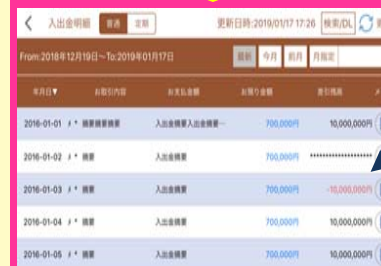 入出金明細 普通 定期 更新日時:2019/01/17 17:26 検索/DL
From:2018年12月19日～To:2019年01月17日 最新 今月 前月 月指定
年月日▼ お取引内容 お支払金額 お預り金額 差引残高
2016-01-01 摘要摘要摘要 入出金摘要入出金摘要… 700,000円 10,000,000円
2016-01-02 摘要 入出金摘要 700,000円 ********************
2016-01-03 摘要 入出金摘要 700,000円 -10,000,000円
2016-01-04 摘要 入出金摘要 700,000円 10,000,000円
2016-01-05 摘要 入出金摘要 700,000円 10,000,000円